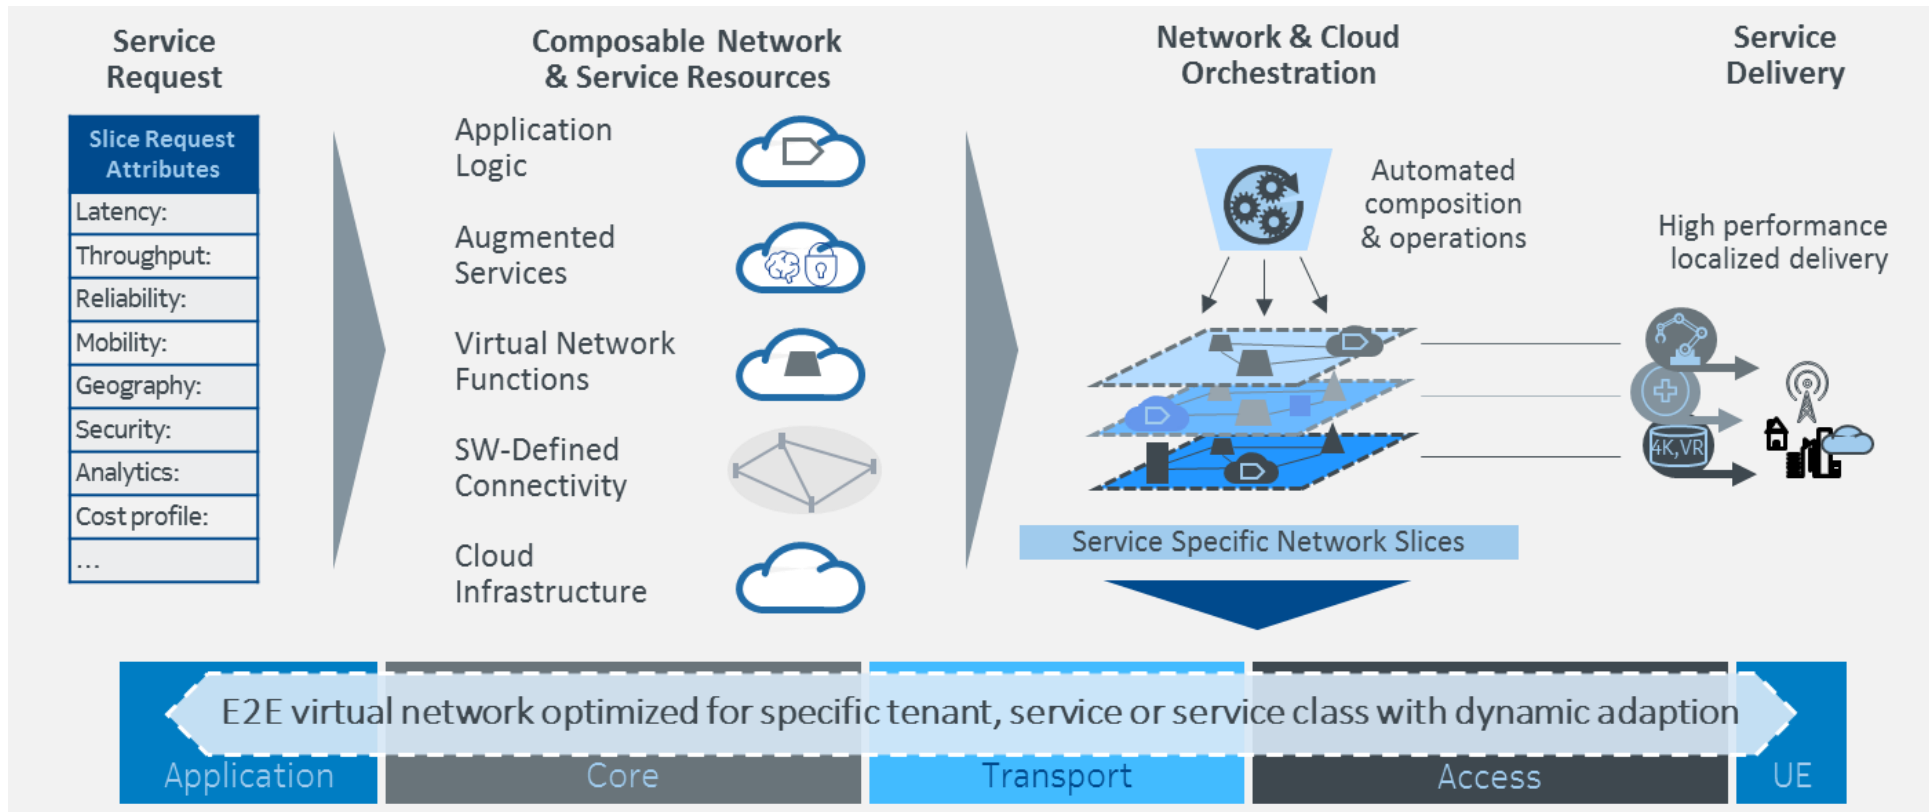 Service
Request
Slice Request
Attributes
Latency:
Throughput:
Reliability:
Mobility:
Geography:
Security:
Analytics:
Cost profile:
...
Composable Network
& Service Resources
Application
Logic
Augmented
Services
Virtual Network
Functions
SW-Defined
Connectivity
Cloud
Infrastructure
Network & Cloud
Orchestration
Automated
composition
& operations
Service Specific Network Slices
Service
Delivery
High performance
localized delivery
4K,VR
E2E virtual network optimized for specific tenant, service or service class with dynamic adaption
Application
Core
Transport
Access
UE